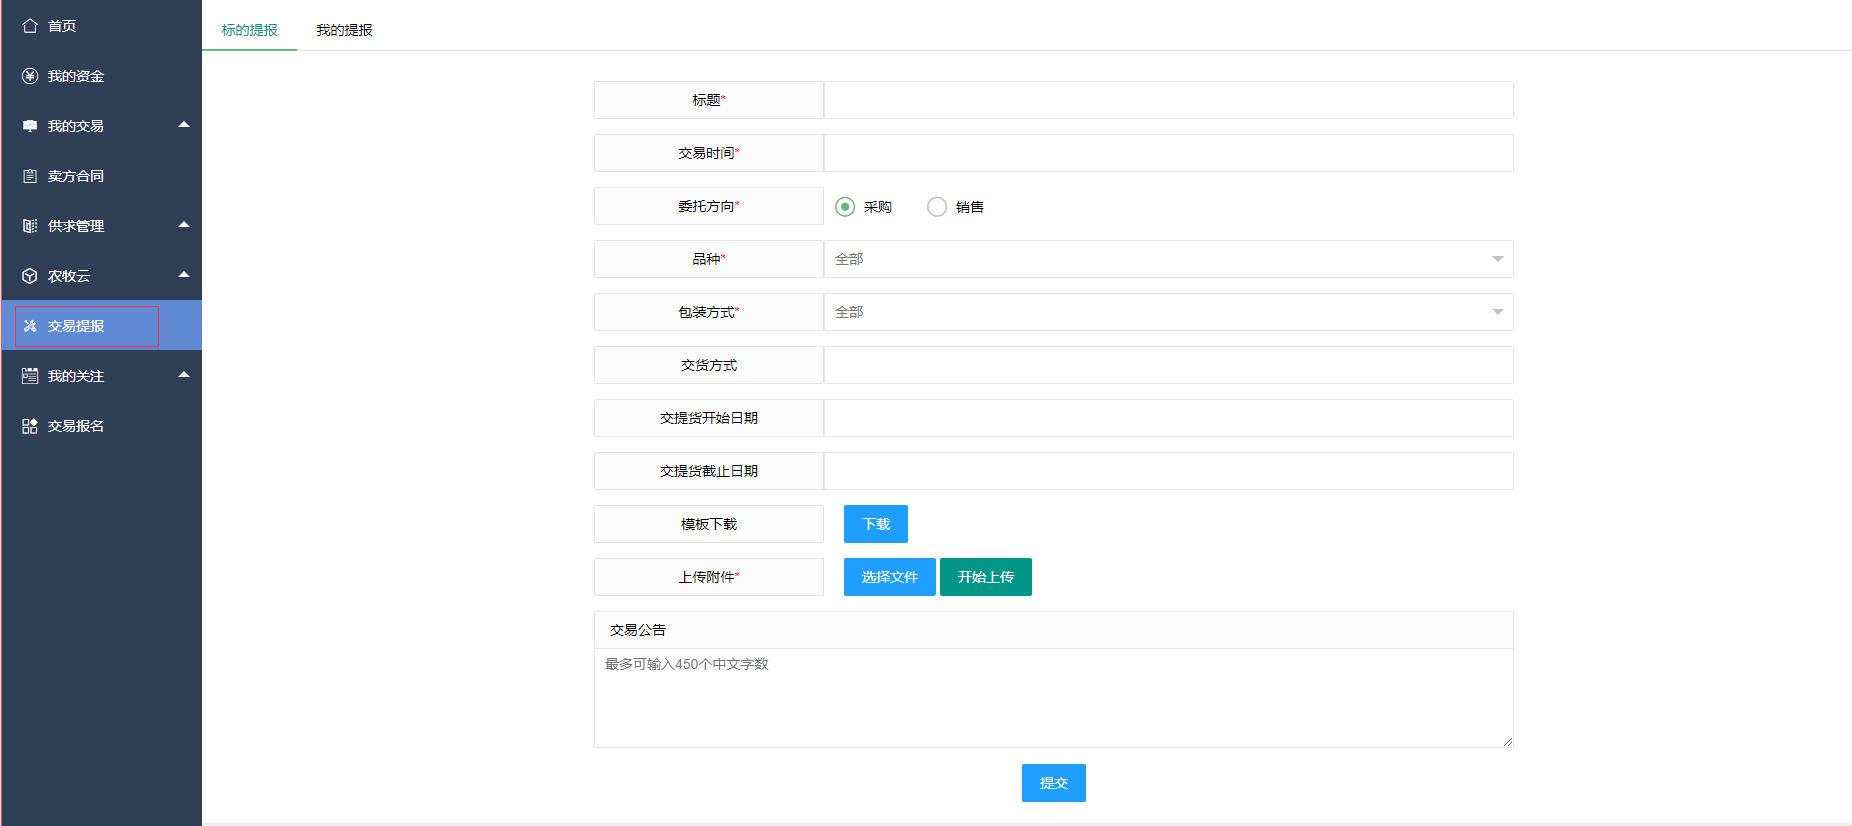 首页
我的资金
我的交易
卖方合同
供求管理
农牧云
交易提报
我的关注
交易报名
标的提报 我的提报
标题*
交易时间*
委托方向* 采购 销售
品种* 全部
包装方式* 全部
交货方式
交提货开始日期
交提货截止日期
模板下载 下载
上传附件* 选择文件 开始上传
交易公告
最多可输入450个中文字数
提交